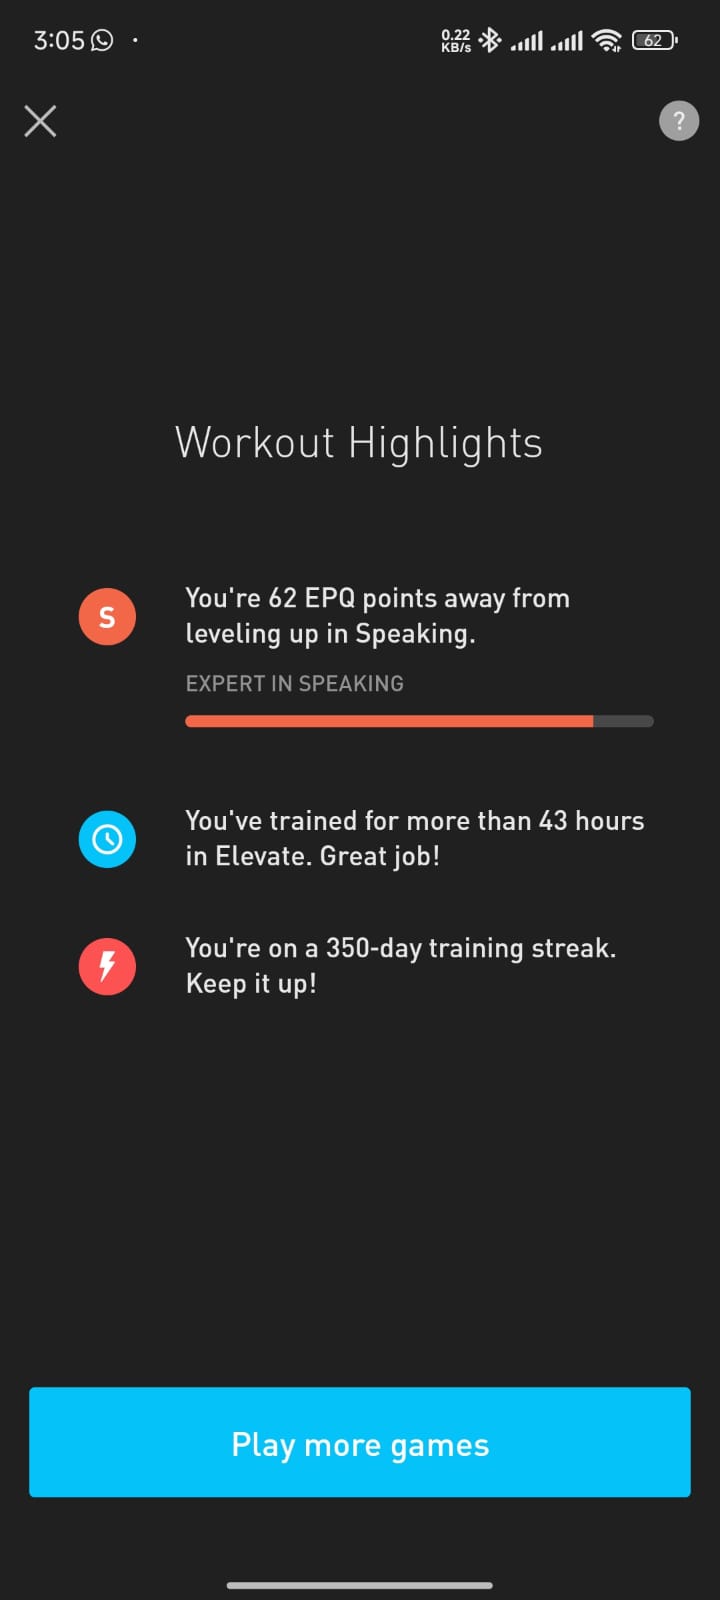 3:05
0.22
KB/s
62
?
Workout Highlights
S
You're 62 EPQ points away from
leveling up in Speaking.
EXPERT IN SPEAKING
You've trained for more than 43 hours
in Elevate. Great job!
You're on a 350-day training streak.
Keep it up!
Play more games